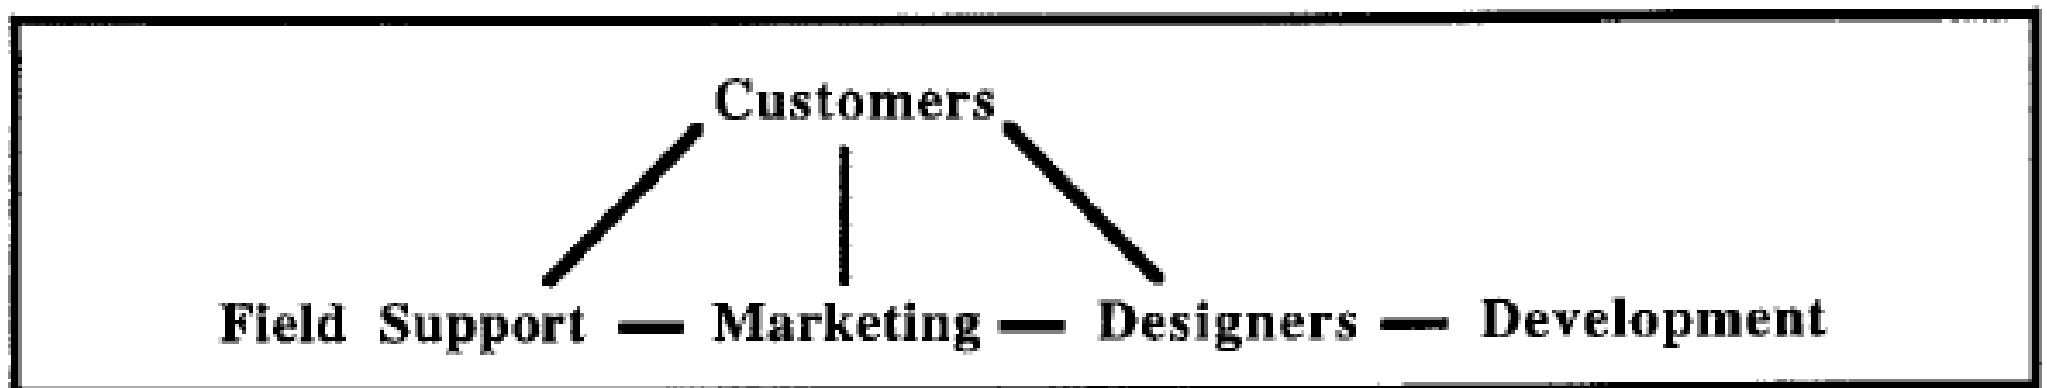 Customers
Field Support — Marketing — Designers — Development